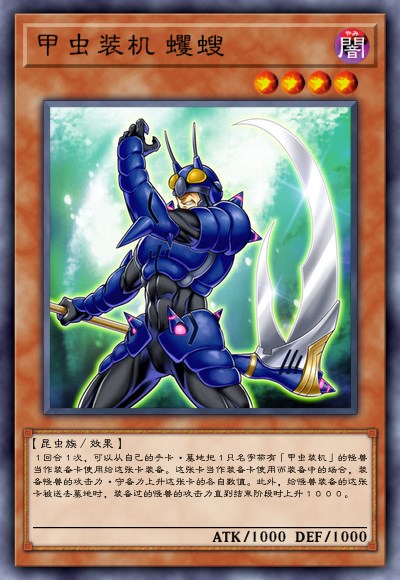 甲虫装机 蠼螋
やみ
闇
【昆虫族/效果】
1回合1次，可以从自己的手卡·墓地把1只名字带有「甲虫装机」的怪兽
当作装备卡使用给这张卡装备。这张卡当作装备卡使用而装备中的场合，装
备怪兽的攻击力·守备力上升这张卡的各自数值。此外，给怪兽装备的这张
卡被送去墓地时，装备过的怪兽的攻击力直到结束阶段时上升1000。
ATK/1000 DEF/1000